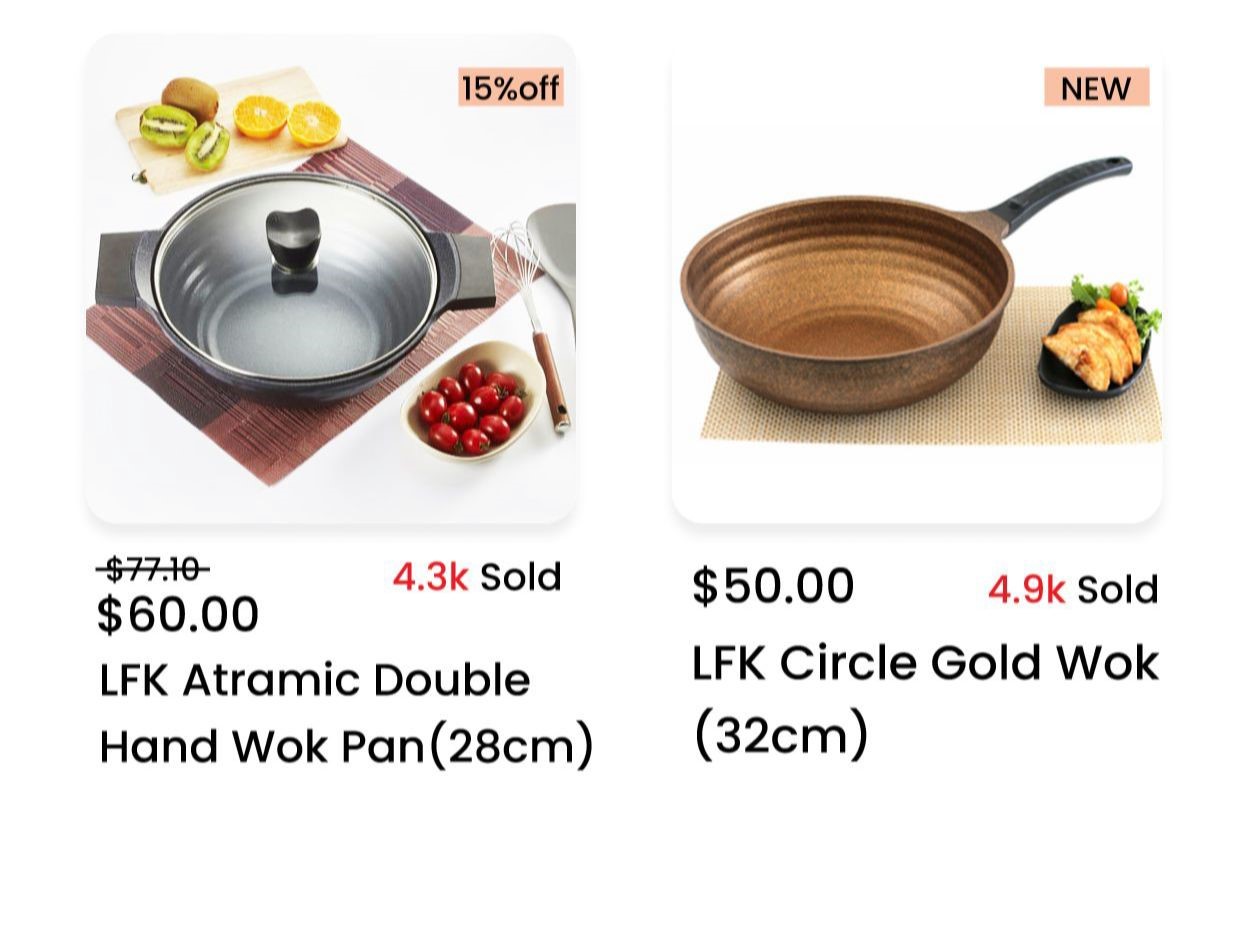 15%off
NEW
$77.10
4.3k Sold
$60.00
LFK Atramic Double
Hand Wok Pan(28cm)
$50.00
4.9k Sold
LFK Circle Gold Wok
(32cm)